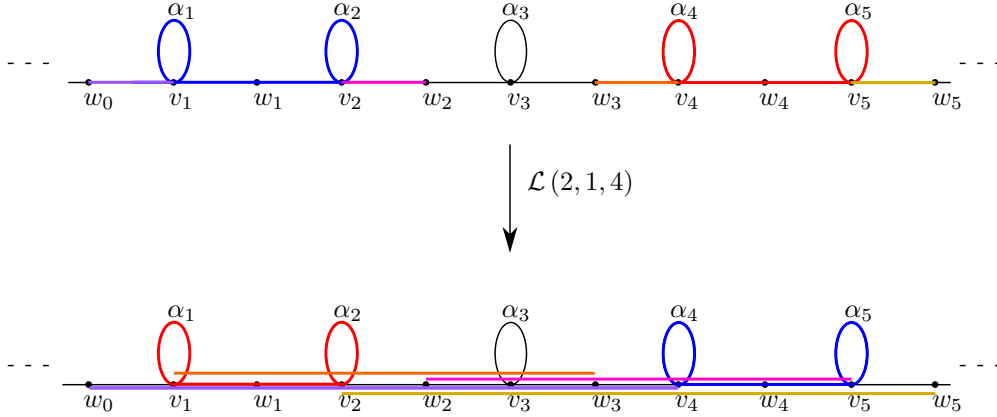 α₁ α₂ α₃ α₄ α₅
w₀ v₁ w₁ v₂ w₂ v₃ w₃ v₄ w₄ v₅ w₅
ℒ (2, 1, 4)
α₁ α₂ α₃ α₄ α₅
w₀ v₁ w₁ v₂ w₂ v₃ w₃ v₄ w₄ v₅ w₅